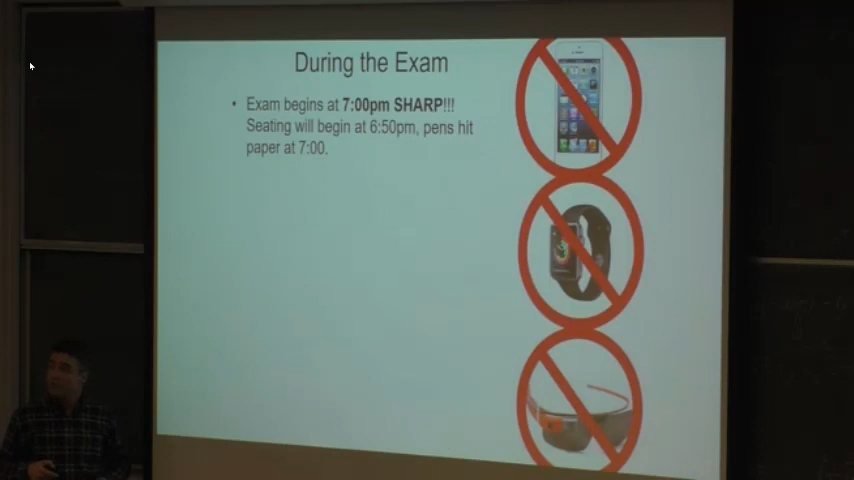 During the Exam
• Exam begins at 7:00pm SHARP!!!
Seating will begin at 6:50pm, pens hit
paper at 7:00.